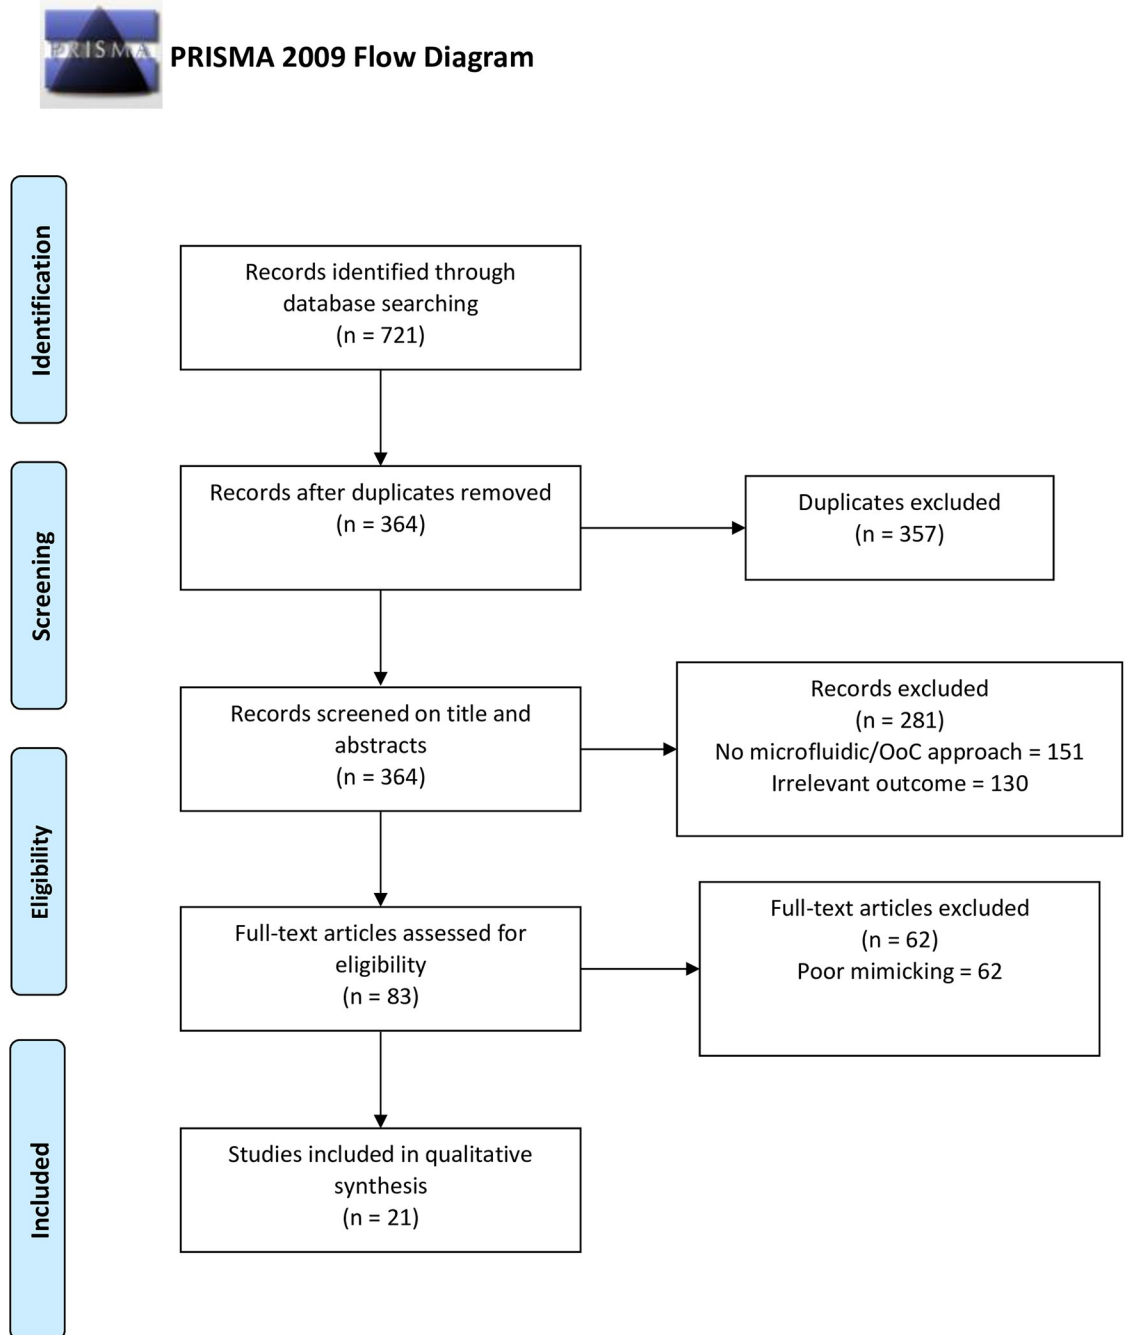 PRISMA
PRISMA 2009 Flow Diagram
Identification
Records identified through
database searching
(n = 721)
Screening
Records after duplicates removed
(n = 364)
Duplicates excluded
(n = 357)
Records screened on title and
abstracts
(n = 364)
Records excluded
(n = 281)
No microfluidic/OoC approach = 151
Irrelevant outcome = 130
Eligibility
Full-text articles assessed for
eligibility
(n = 83)
Full-text articles excluded
(n = 62)
Poor mimicking = 62
Included
Studies included in qualitative
synthesis
(n = 21)